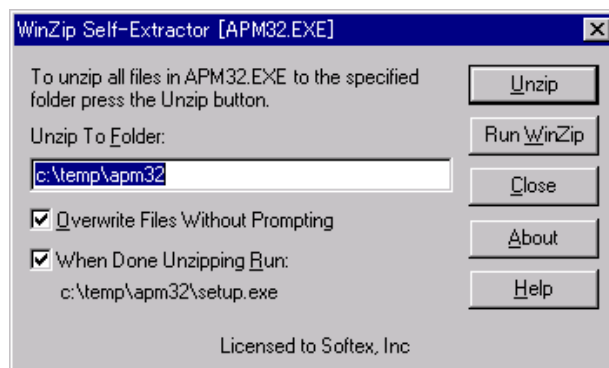 WinZip Self-Extractor [APM32.EXE]
To unzip all files in APM32.EXE to the specified
folder press the Unzip button.
Unzip To Folder:
c:\temp\apm32
Overwrite Files Without Prompting
When Done Unzipping Run:
c:\temp\apm32\setup.exe
Unzip
Run WinZip
Close
About
Help
Licensed to Softex, Inc